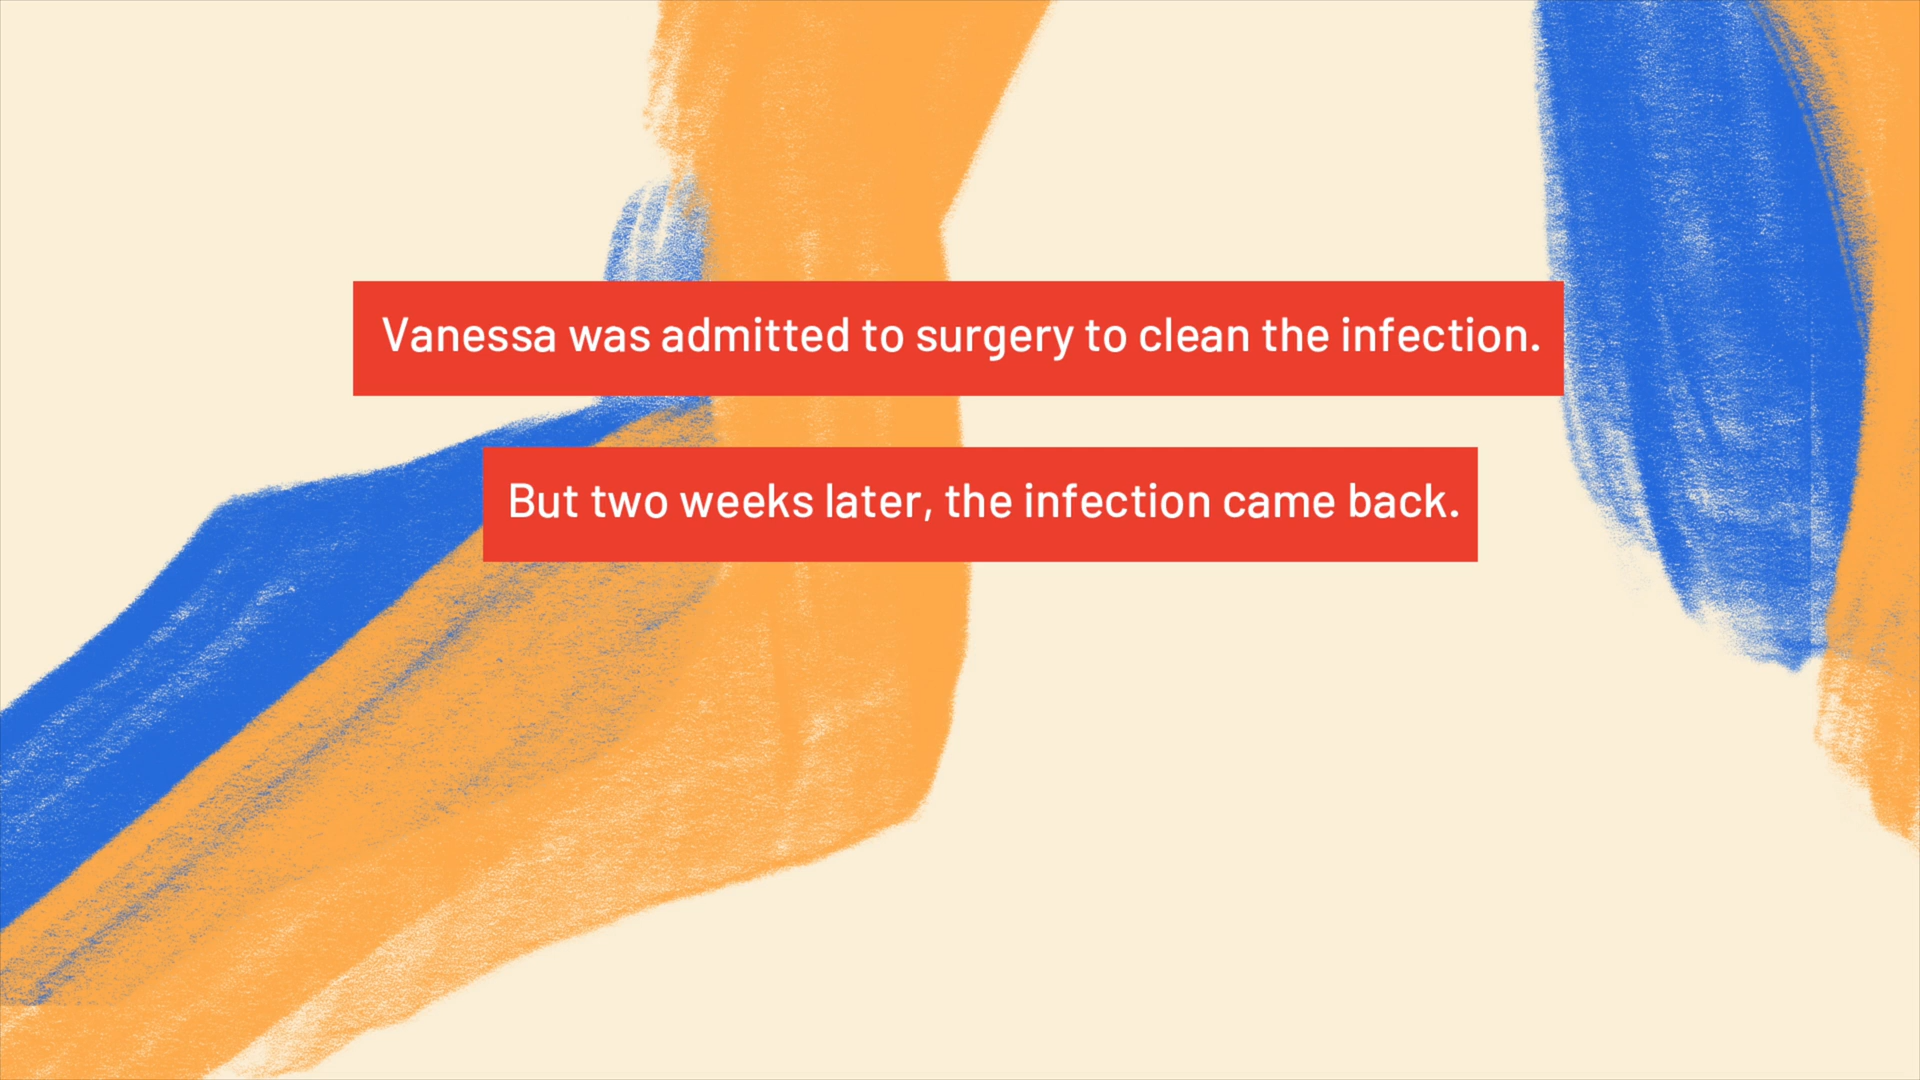 Vanessa was admitted to surgery to clean the infection.
But two weeks later, the infection came back.